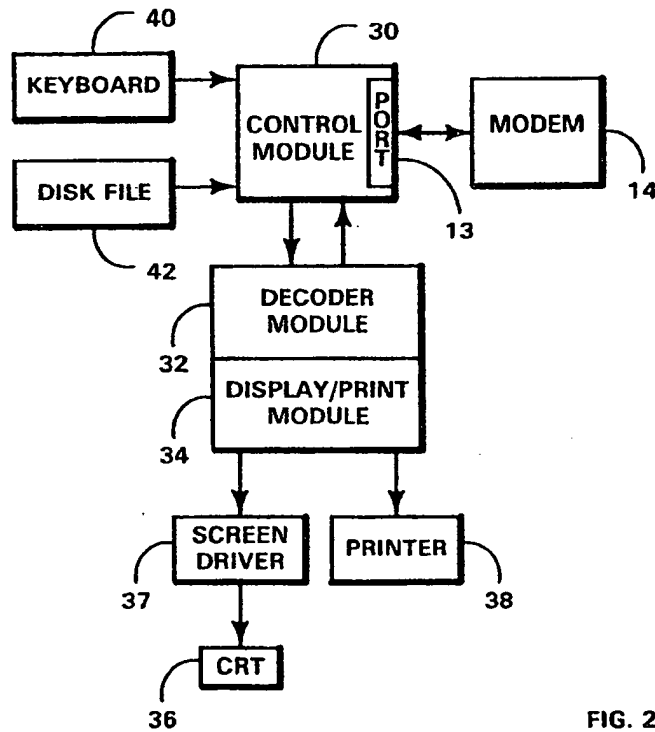 40
30
KEYBOARD
CONTROL
MODULE
PORT
MODEM
DISK FILE
13
14
42
DECODER
MODULE
32
DISPLAY/PRINT
MODULE
34
SCREEN
DRIVER
PRINTER
37
38
CRT
36
FIG. 2